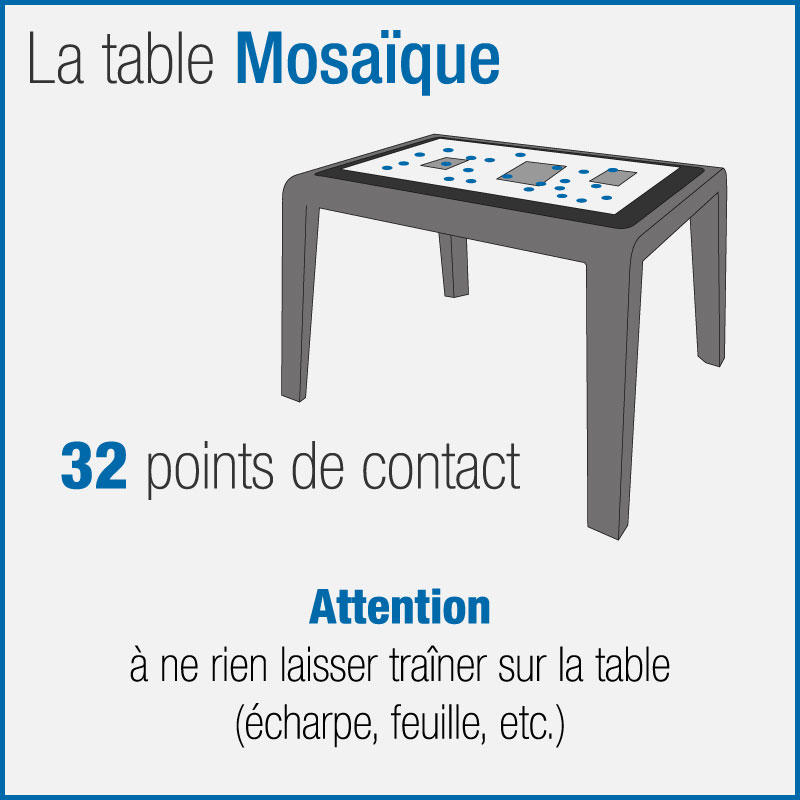 La table Mosaïque
32 points de contact
Attention
à ne rien laisser traîner sur la table
(écharpe, feuille, etc.)